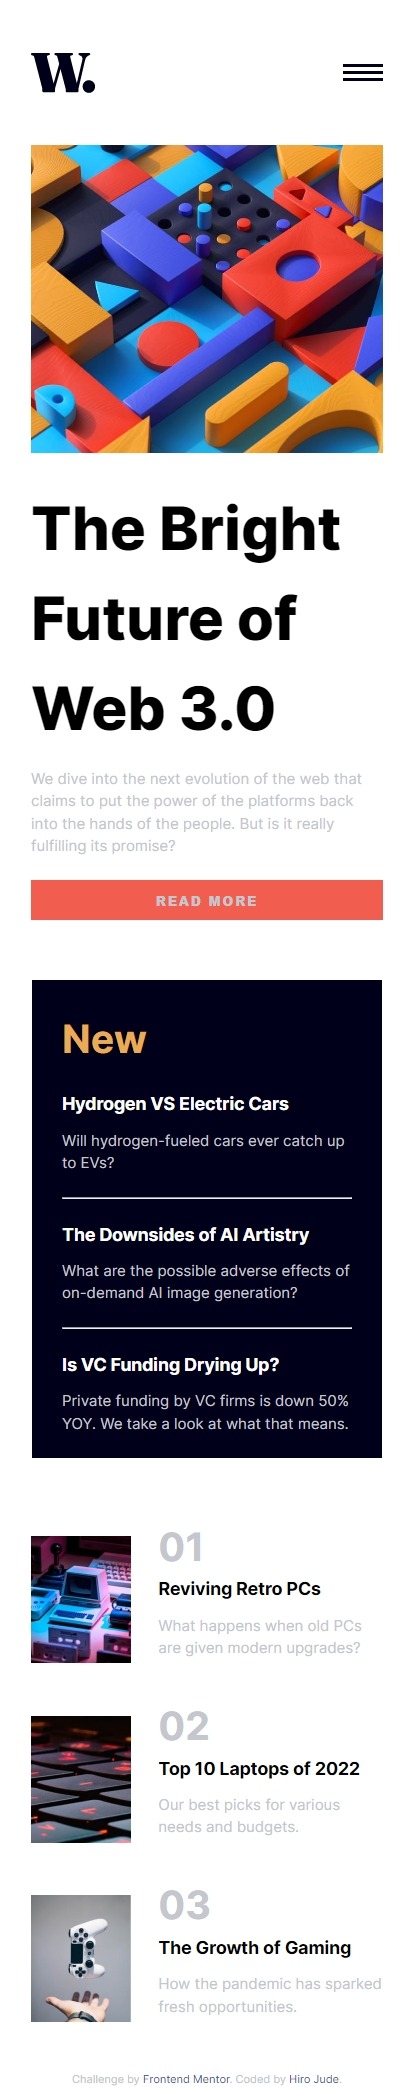 W.
The Bright
Future of
Web 3.0
We dive into the next evolution of the web that
claims to put the power of the platforms back
into the hands of the people. But is it really
fulfilling its promise?
READ MORE
New
Hydrogen VS Electric Cars
Will hydrogen-fueled cars ever catch up
to EVs?
The Downsides of AI Artistry
What are the possible adverse effects of
on-demand AI image generation?
Is VC Funding Drying Up?
Private funding by VC firms is down 50%
YOY. We take a look at what that means.
01
Reviving Retro PCs
What happens when old PCs
are given modern upgrades?
02
Top 10 Laptops of 2022
Our best picks for various
needs and budgets.
03
The Growth of Gaming
How the pandemic has sparked
fresh opportunities.
Challenge by Frontend Mentor. Coded by Hiro Jude.